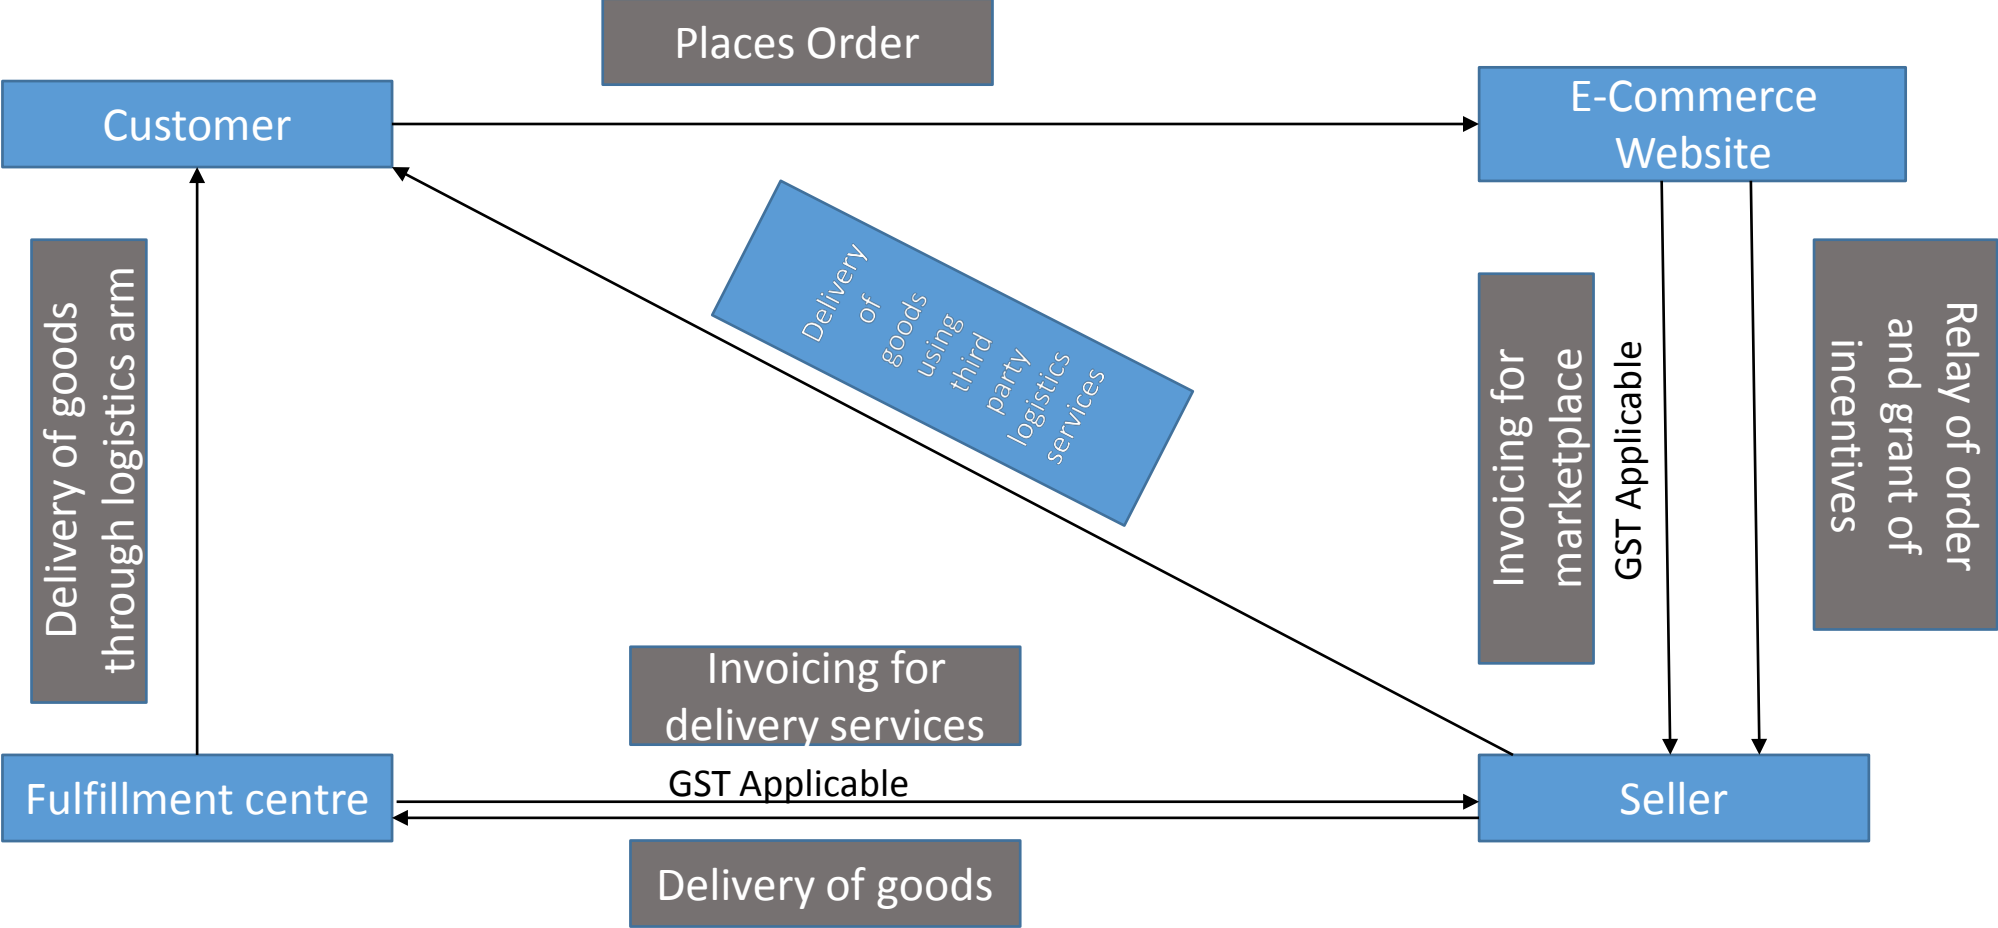 Places Order
Customer
E-Commerce
Website
Delivery
of
goods
using
third
party
logistics
services
Delivery of goods
through logistics arm
Invoicing for
marketplace
GST Applicable
Relay of order
and grant of
incentives
Invoicing for
delivery services
GST Applicable
Fulfillment centre
Seller
Delivery of goods